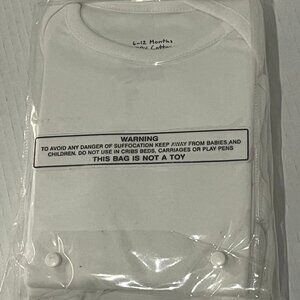 6-12 Months
Cotton
WARNING
TO AVOID ANY DANGER OF SUFFOCATION KEEP AWAY FROM BABIES AND
CHILDREN. DO NOT USE IN CRIBS BEDS, CARRIAGES OR PLAY PENS
THIS BAG IS NOT A TOY